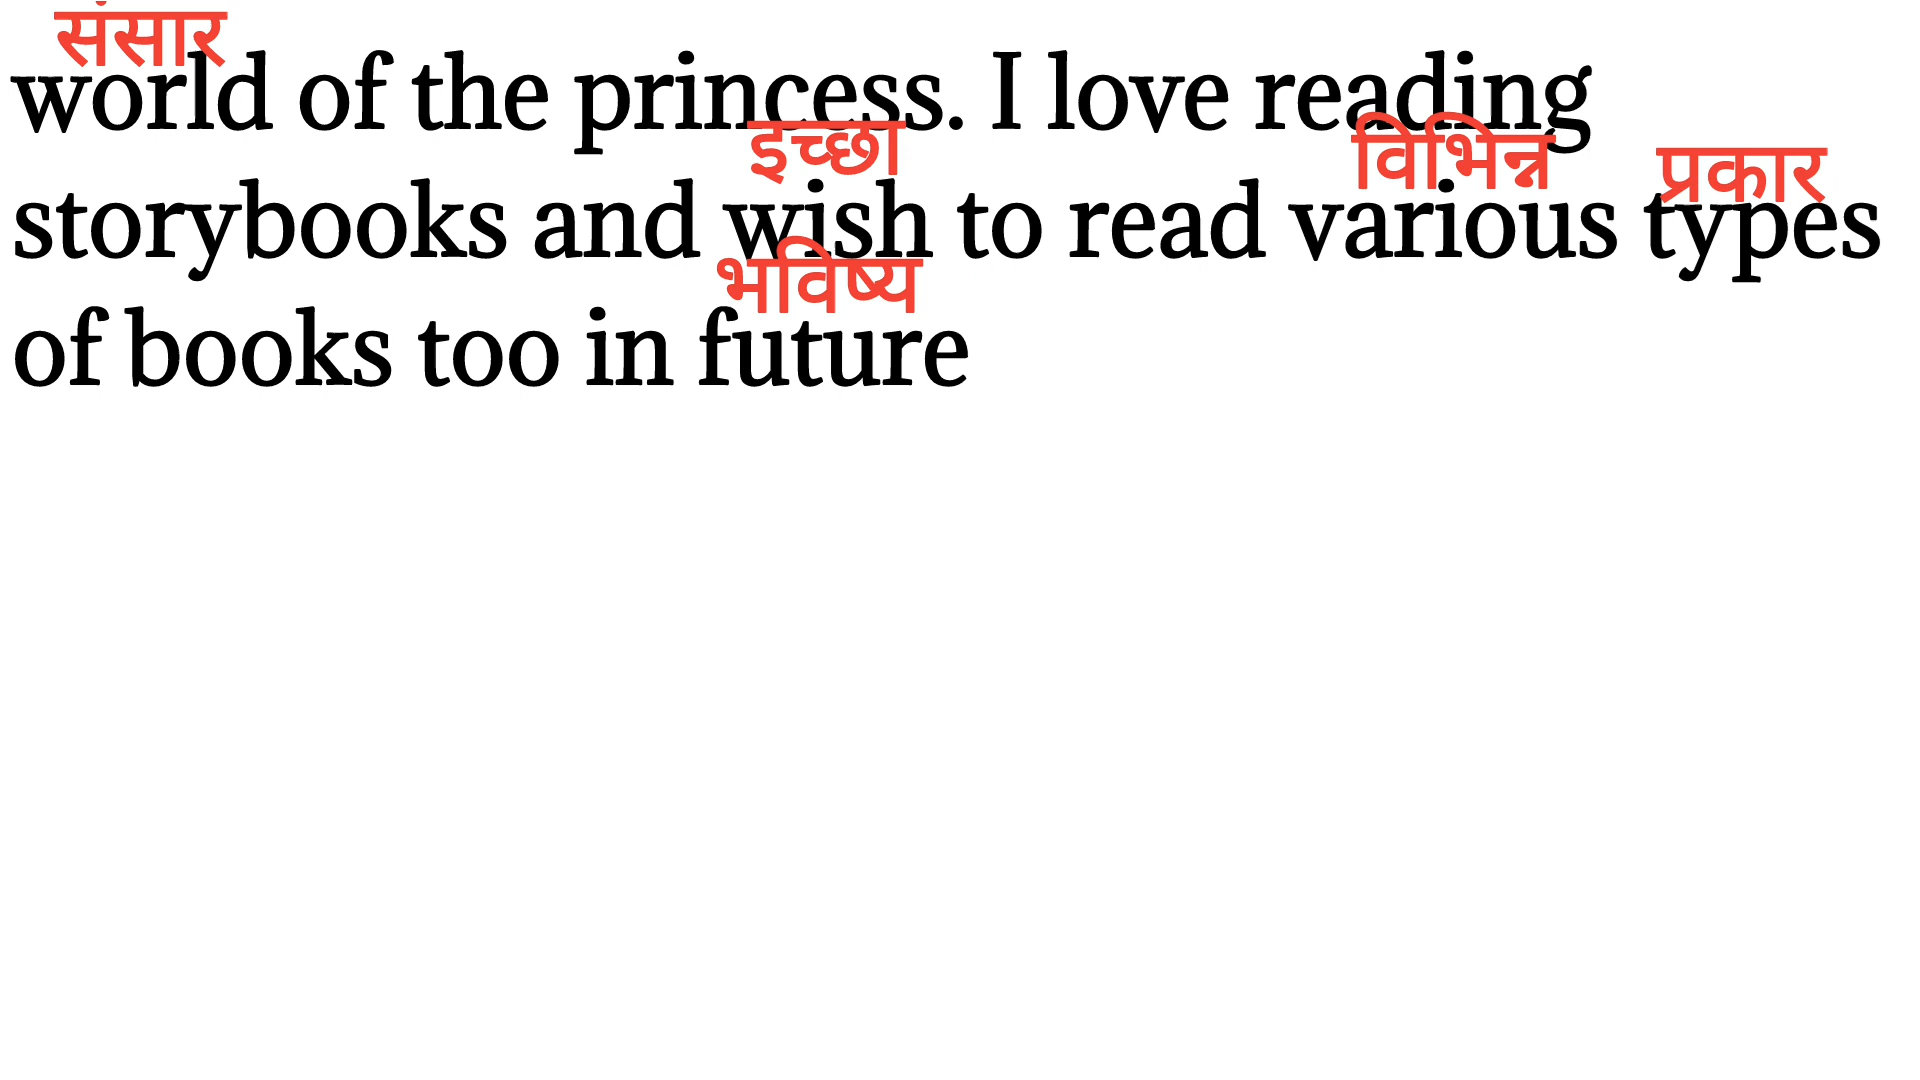 संसार
world of the princess. I love reading
इच्छा विभिन्न प्रकार
storybooks and wish to read various types
भविष्य
of books too in future